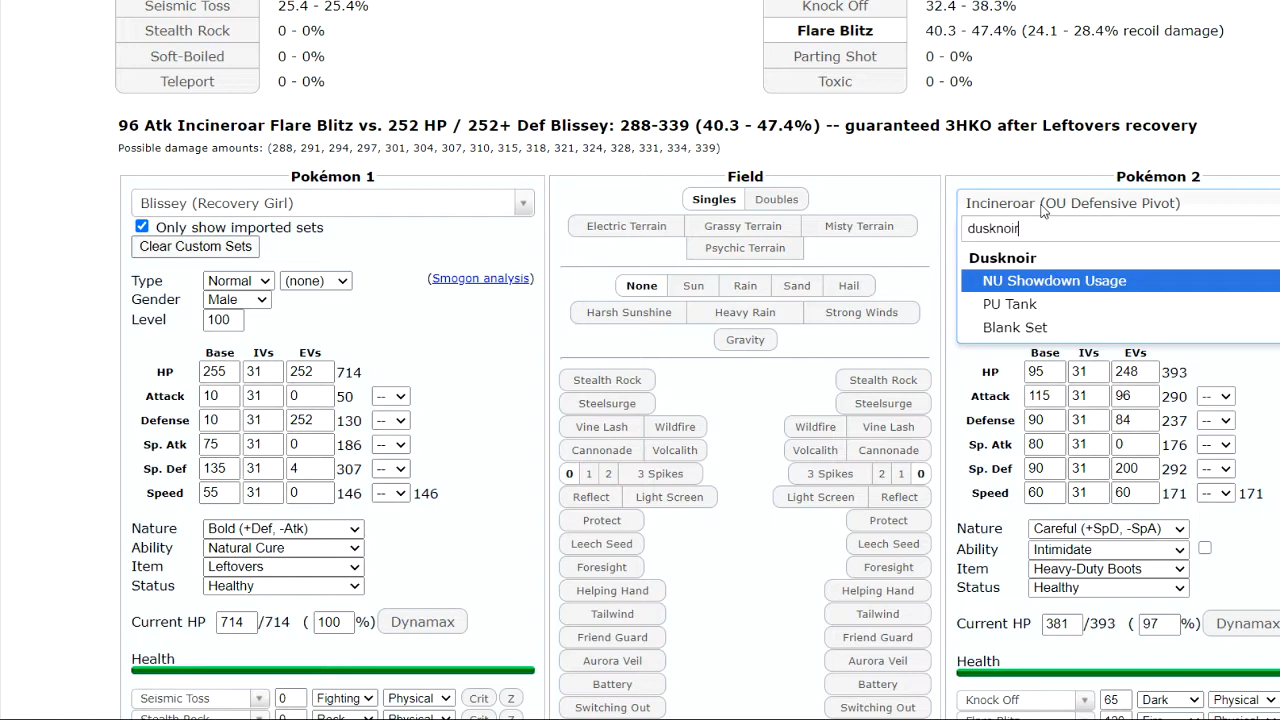 Seismic Toss 25.4 - 25.4% Knock Off 32.4 - 38.3%
Stealth Rock 0 - 0% Flare Blitz 40.3 - 47.4% (24.1 - 28.4% recoil damage)
Soft-Boiled 0 - 0% Parting Shot 0 - 0%
Teleport 0 - 0% Toxic 0 - 0%
96 Atk Incineroar Flare Blitz vs. 252 HP / 252+ Def Blissey: 288-339 (40.3 - 47.4%) -- guaranteed 3HKO after Leftovers recovery
Possible damage amounts: (288, 291, 294, 297, 301, 304, 307, 310, 315, 318, 321, 324, 328, 331, 334, 339)
Pokémon 1
Blissey (Recovery Girl)
Only show imported sets
Clear Custom Sets
Type Normal (none) (Smogon analysis)
Gender Male
Level 100
Base IVs EVs
HP 255 31 252 714
Attack 10 31 0 50 --
Defense 10 31 252 130 --
Sp. Atk 75 31 0 186 --
Sp. Def 135 31 4 307 --
Speed 55 31 0 146 -- 146
Nature Bold (+Def, -Atk)
Ability Natural Cure
Item Leftovers
Status Healthy
Current HP 714 /714 ( 100 %) Dynamax
Health
Seismic Toss 0 Fighting Physical Crit Z
Field
Singles Doubles
Electric Terrain Grassy Terrain Misty Terrain
Psychic Terrain
None Sun Rain Sand Hail
Harsh Sunshine Heavy Rain Strong Winds
Gravity
Stealth Rock Stealth Rock
Steelsurge Steelsurge
Vine Lash Wildfire Wildfire Vine Lash
Cannonade Volcalith Volcalith Cannonade
0 1 2 3 Spikes 3 Spikes 2 1 0
Reflect Light Screen Light Screen Reflect
Protect Protect
Leech Seed Leech Seed
Foresight Foresight
Helping Hand Helping Hand
Tailwind Tailwind
Friend Guard Friend Guard
Aurora Veil Aurora Veil
Battery Battery
Switching Out Switching Out
Pokémon 2
Incineroar (OU Defensive Pivot)
dusknoir
Dusknoir
NU Showdown Usage
PU Tank
Blank Set
Base IVs EVs
HP 95 31 248 393
Attack 115 31 96 290 --
Defense 90 31 84 237 --
Sp. Atk 80 31 0 176 --
Sp. Def 90 31 200 292 --
Speed 60 31 60 171 -- 171
Nature Careful (+SpD, -SpA)
Ability Intimidate
Item Heavy-Duty Boots
Status Healthy
Current HP 381 /393 ( 97 %) Dynamax
Health
Knock Off 65 Dark Physical